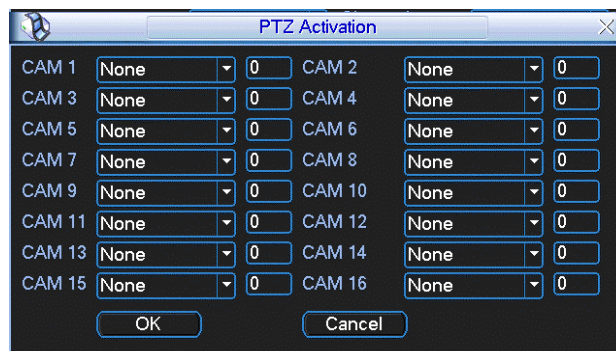 PTZ Activation
CAM 1 None 0 CAM 2 None 0
CAM 3 None 0 CAM 4 None 0
CAM 5 None 0 CAM 6 None 0
CAM 7 None 0 CAM 8 None 0
CAM 9 None 0 CAM 10 None 0
CAM 11 None 0 CAM 12 None 0
CAM 13 None 0 CAM 14 None 0
CAM 15 None 0 CAM 16 None 0
OK Cancel